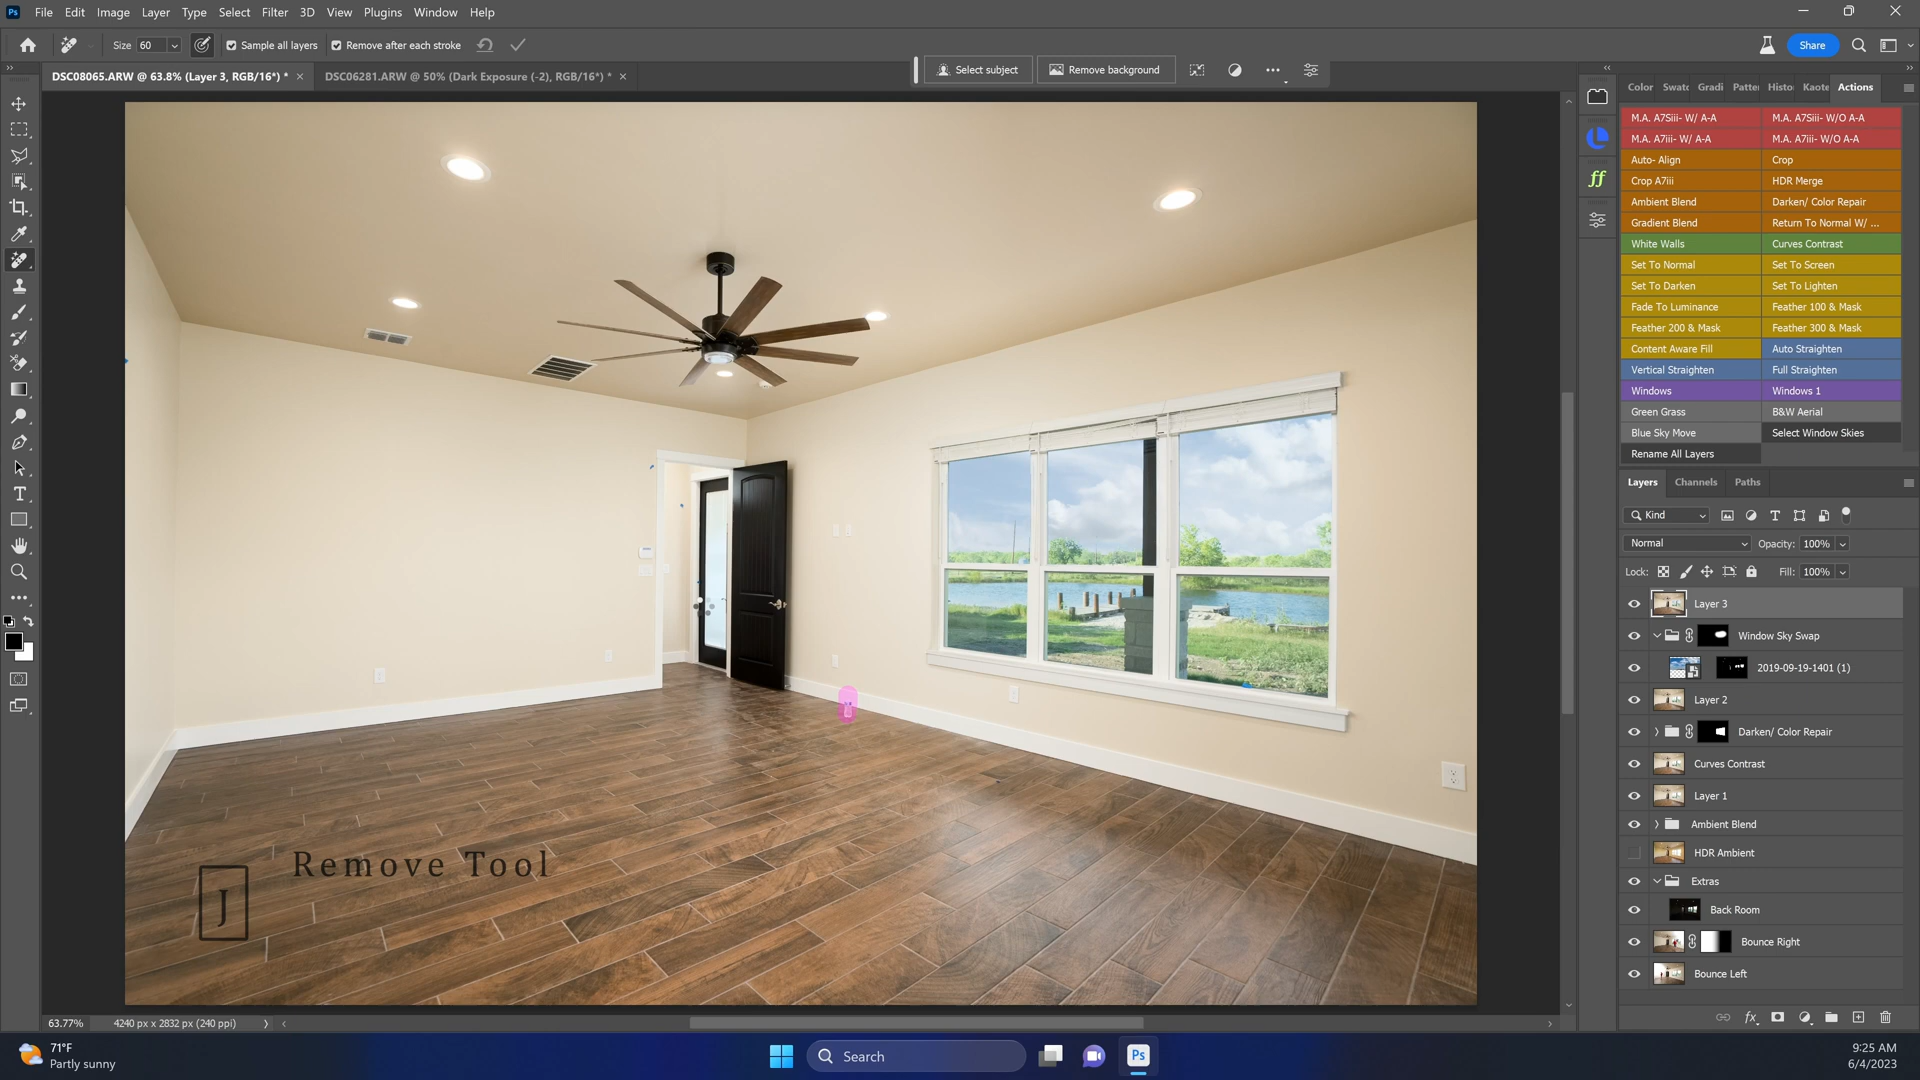 Ps File Edit Image Layer Type Select Filter 3D View Plugins Window Help
Size 60 Sample all layers Remove after each stroke Share
DSC08065.ARW @ 63.8% (Layer 3, RGB/16*) * × DSC06281.ARW @ 50% (Dark Exposure (-2), RGB/16*) * ×
Select subject Remove background
Color Swatc Gradi Patte Histo Kaote Actions
M.A. A7Siii- W/ A-A M.A. A7Siii- W/O A-A
M.A. A7iii- W/ A-A M.A. A7iii- W/O A-A
Auto- Align Crop
Crop A7iii HDR Merge
Ambient Blend Darken/ Color Repair
Gradient Blend Return To Normal W/ ...
White Walls Curves Contrast
Set To Normal Set To Screen
Set To Darken Set To Lighten
Fade To Luminance Feather 100 & Mask
Feather 200 & Mask Feather 300 & Mask
Content Aware Fill Auto Straighten
Vertical Straighten Full Straighten
Windows Windows 1
Green Grass B&W Aerial
Blue Sky Move Select Window Skies
Rename All Layers
ff
Layers Channels Paths
Kind
Normal Opacity: 100%
Lock: Fill: 100%
Layer 3
Window Sky Swap
2019-09-19-1401 (1)
Layer 2
Darken/ Color Repair
Curves Contrast
Layer 1
Ambient Blend
HDR Ambient
Extras
Back Room
Bounce Right
Bounce Left
fx
Remove Tool
J
63.77% 4240 px x 2832 px (240 ppi)
71°F
Partly sunny
Search
Ps
9:25 AM
6/4/2023